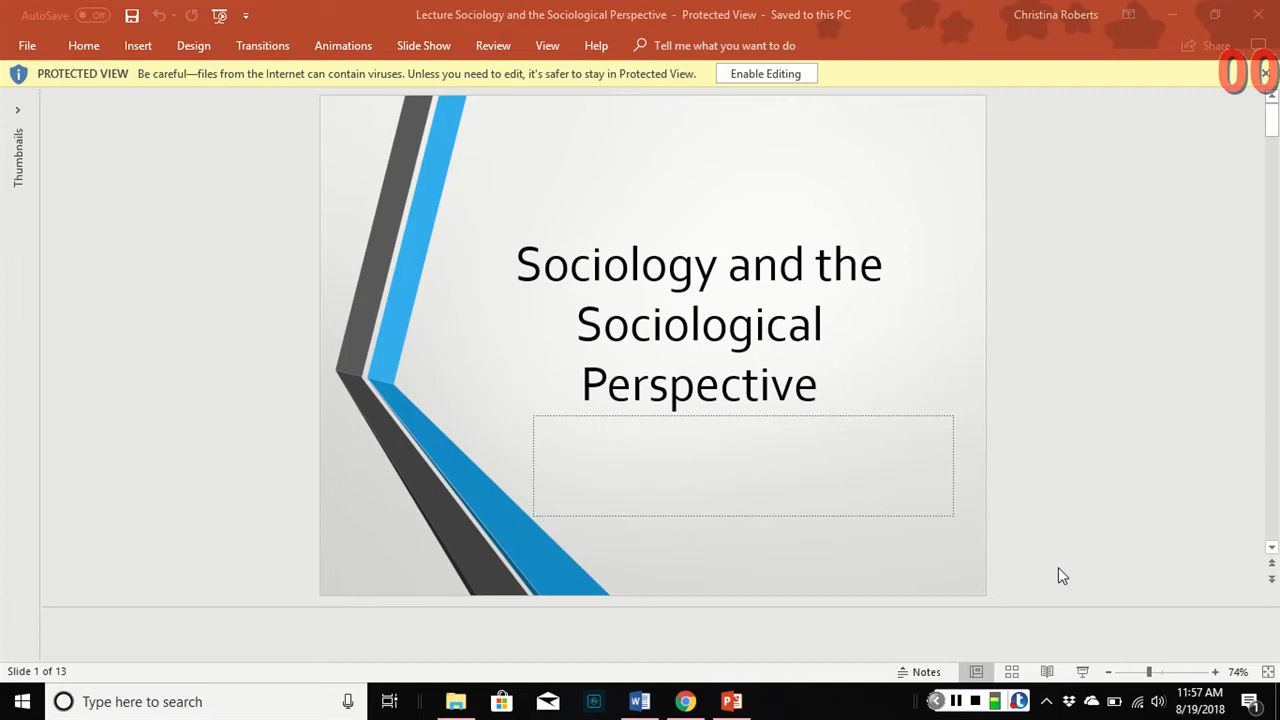 AutoSave Off Lecture Sociology and the Sociological Perspective - Protected View - Saved to this PC Christina Roberts
File Home Insert Design Transitions Animations Slide Show Review View Help Tell me what you want to do Share
PROTECTED VIEW Be careful—files from the Internet can contain viruses. Unless you need to edit, it's safer to stay in Protected View. Enable Editing
00
Thumbnails
Sociology and the
Sociological
Perspective
Slide 1 of 13 Notes 74%
Type here to search
11:57 AM
8/19/2018
1